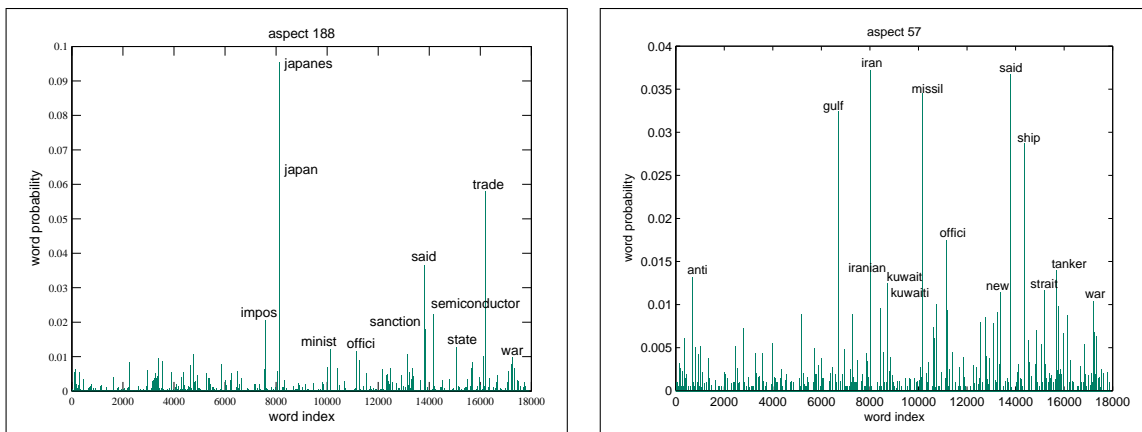 aspect 188
0.1
0.09
0.08
0.07
0.06
0.05
0.04
0.03
0.02
0.01
0
word probability
japanes
japan
trade
said
semiconductor
impos
sanction
minist
offici
state
war
0 2000 4000 6000 8000 10000 12000 14000 16000 18000
word index
aspect 57
0.04
0.035
0.03
0.025
0.02
0.015
0.01
0.005
0
word probability
iran
said
missil
gulf
ship
offici
iranian
tanker
anti
kuwait
strait
new
kuwaiti
war
0 2000 4000 6000 8000 10000 12000 14000 16000 18000
word index